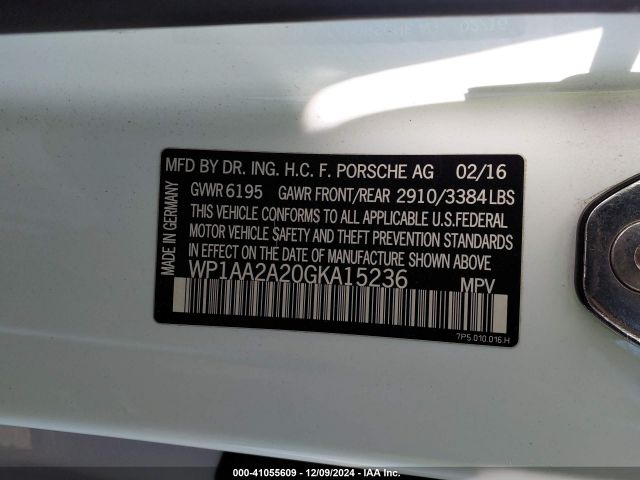 MFD BY DR. ING. H.C. F. PORSCHE AG 02/16
GVWR 6195 GAWR FRONT/REAR 2910/3384LBS
THIS VEHICLE CONFORMS TO ALL APPLICABLE U.S.FEDERAL
MOTOR VEHICLE SAFETY AND THEFT PREVENTION STANDARDS
IN EFFECT ON THE DATE OF MANUFACTURE SHOWN ABOVE
WP1AA2A20GKA15236 MPV
MADE IN GERMANY
7P5.010.016.H
000-41055609 - 12/09/2024 - IAA Inc.